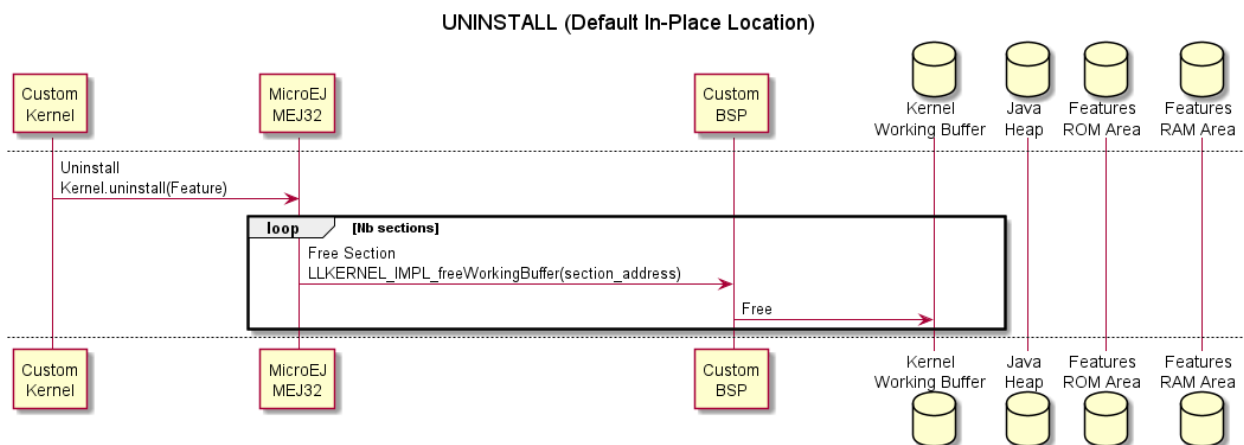 UNINSTALL (Default In-Place Location)
Custom
Kernel
MicroEJ
MEJ32
Custom
BSP
Kernel
Working Buffer
Java
Heap
Features
ROM Area
Features
RAM Area
Uninstall
Kernel.uninstall(Feature)
loop [Nb sections]
Free Section
LLKERNEL_IMPL_freeWorkingBuffer(section_address)
Free
Custom
Kernel
MicroEJ
MEJ32
Custom
BSP
Kernel
Working Buffer
Java
Heap
Features
ROM Area
Features
RAM Area